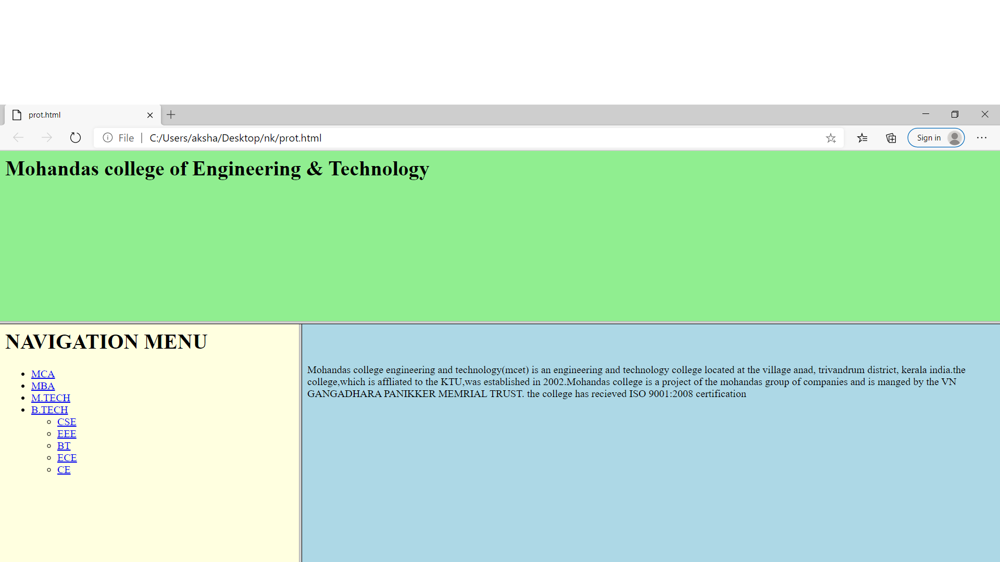 prot.html
File
C:/Users/aksha/Desktop/nk/prot.html
Sign in
Mohandas college of Engineering & Technology
NAVIGATION MENU
MCA
MBA
M.TECH
B.TECH
CSE
EEE
BT
ECE
CE
Mohandas college engineering and technology(mcet) is an engineering and technology college located at the village anad, trivandrum district, kerala india.the
college,which is affliated to the KTU,was established in 2002.Mohandas college is a project of the mohandas group of companies and is manged by the VN
GANGADHARA PANIKKER MEMRIAL TRUST. the college has recieved ISO 9001:2008 certification